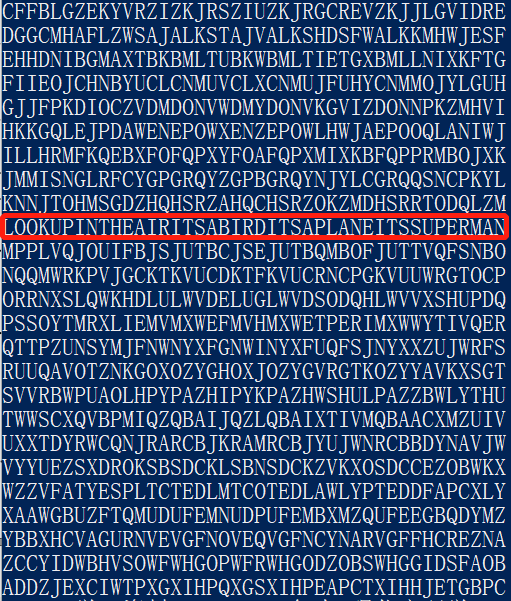 CFFBLGZEKYVRZIZKJRSZIUZKJRGCREVZKJJLGVIDRE
DGGCMHAFLZWSAJALKSTAJVALKSHDSFWALKKMHWJESF
EHHDNIBGMAXTBKBMLTUBKWBMLTIETGXBMLLNIXKFTG
FIIEOJCHNBYUCLCNMUVCLXCNMUJFUHYCNMMOJYLGUH
GJJFPKDIOCZVDMDONVWDMYDONVKGVIZDONNPKZMHVI
HKKGQLEJPDAWENEPOWXENZEPOWLHWJAEPOOQLANIWJ
ILLHRMFKQEBXFOFQPXYFOAFQPXMIXKBFQPPRMBOJXK
JMMISNGLRFCYGPGRQYZGPBGRQYNJYLCGRQQSNCPKYL
KNNJTOHMSGDZHQHSRZAHQCHSRZOKZMDHSRRTODQLZM
LOOKUPINTHEAIRITSABIRDITSAPLANEITSSUPERMAN
MPPLVQJOUIFBJSJUTBCJSEJUTBQMBOFJUTTVQFSNBO
NQQMWRKPVJGCKTKVUCDKTFKVUCRNCPGKVUUWRGTOCP
ORRNXSLQWKHDLULWVDELUGLWVDSODQHLWVVXSHUPDQ
PSSOYTMRXLIEMVMXWEFMVHMXWETPERIMXWWYTIVQER
QTTPZUNSYMJFNWNYXFGNWINYXFUQFSJNYXXZUJWRFS
RUUQAVOTZNKGOXOZYGHOXJOZYGVRGTKOZYYAVKXSGT
SVVRBWPUAOLHPYPAZHIPYKPAZHWSHULPAZZBWLYTHU
TWWSCXQVBPMIQZQBAIJQZLQBAIXTIVMQBAACXMZUIV
UXXTDYRWCQNJRARCBJKRAMRCBJYUJWNRCBBDYNAVJW
VYYUEZSXDROKSBSDCKLSBNSDCKZVKXOSDCCEZOBWKX
WZZVFATYESPLTCTEDLMTCOTEDLAWLYPTEDDFAPCXLY
XAAWGBUZFTQMUDUFEMNUDPUFEMBXMZQUFEEGBQDYMZ
YBBXHCVAGURNVEVGFNOVEQVGFNCYNARVGFFHCREZNA
ZCCYIDWBHVSOWFWHGOPWFRWHGODZOBSWHGGIDSFAOB
ADDZJEXCIWTPXGXIHPQXGSXIHPEAPCTXIHHJETGBPC